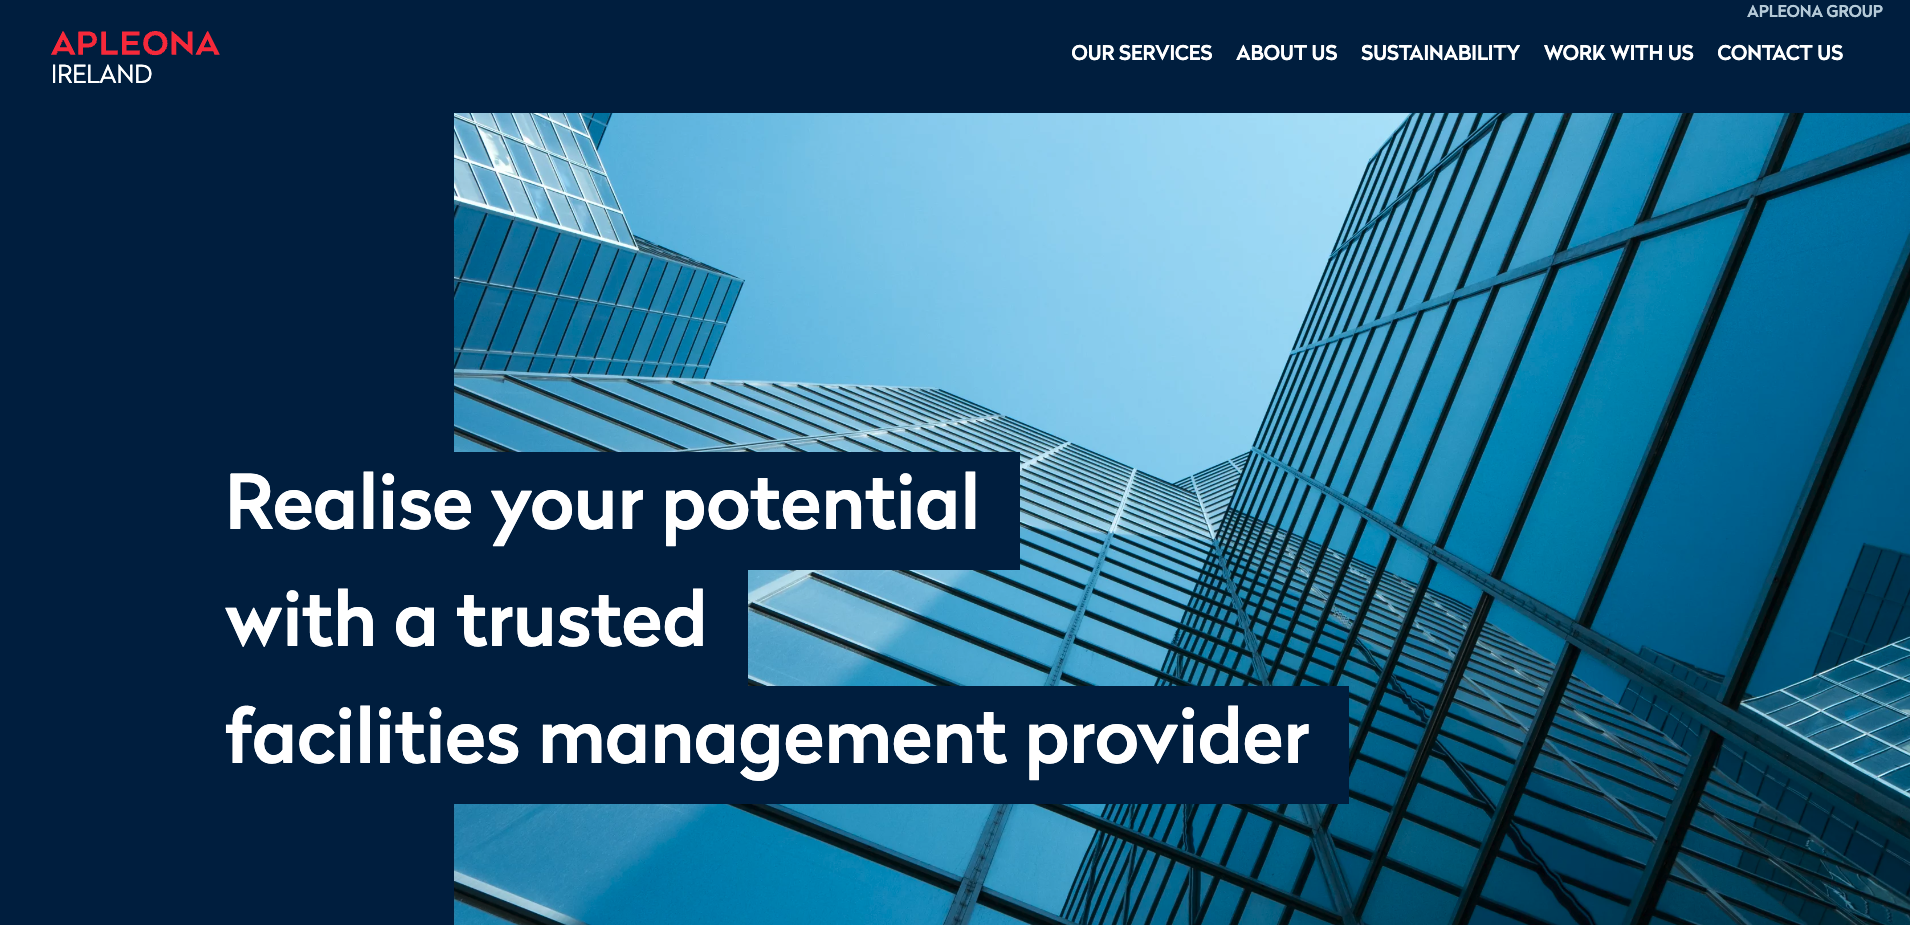 APLEONA GROUP
APLEONA
IRELAND
OUR SERVICES ABOUT US SUSTAINABILITY WORK WITH US CONTACT US
Realise your potential
with a trusted
facilities management provider